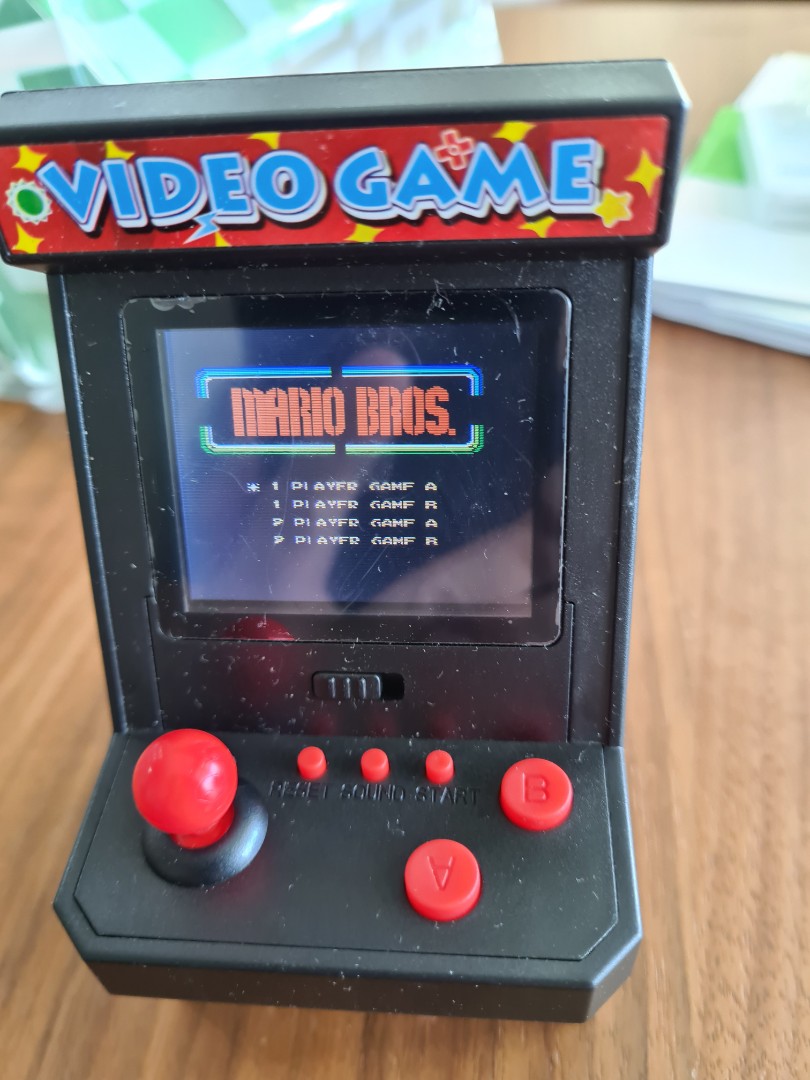 VIDEO GAME
MARIO BROS.
* 1 PLAYER GAME A
1 PLAYER GAME B
2 PLAYER GAME A
2 PLAYER GAME B
RESET SOUND START
B
A